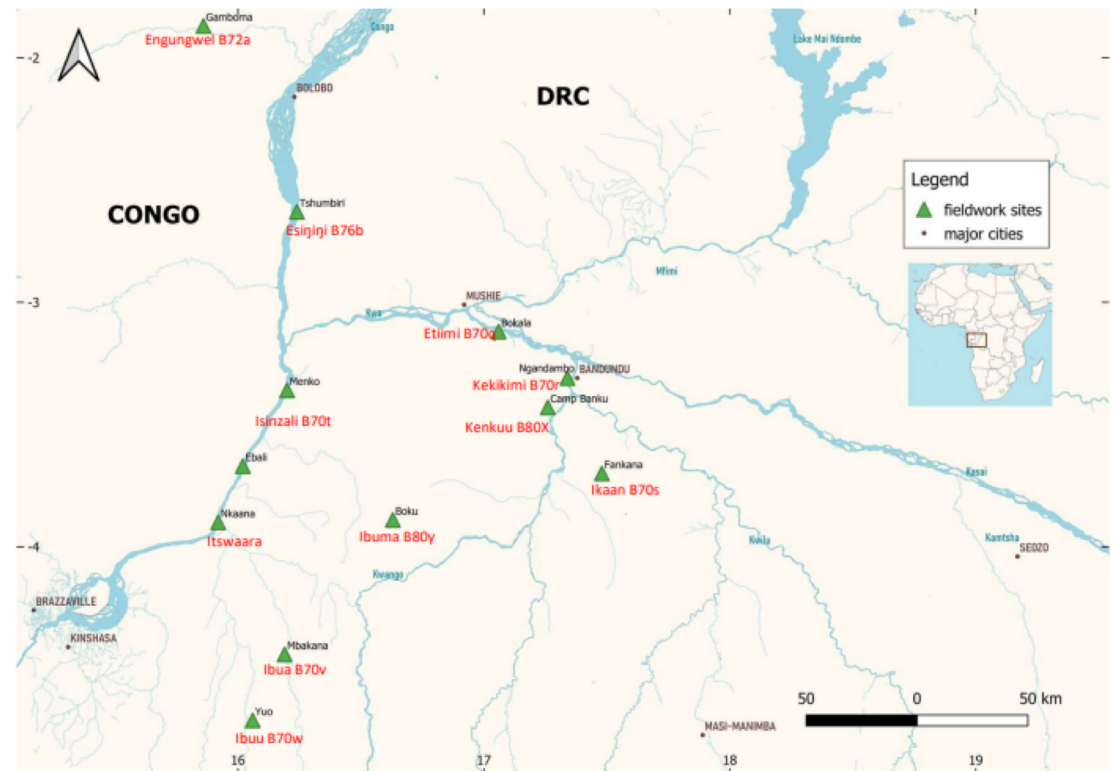 Gamboma
Engungwel B72a
-2
Congo
Lake Mai Ndombe
BOLOBO
DRC
CONGO
Legend
fieldwork sites
major cities
Tshumbiri
Esiŋiŋi B76b
Mfimi
-3
MUSHIE
Kwa
Bokala
Etiimi B70q
Ngandambo
BANDUNDU
Kekikimi B70r
Menko
Isinzali B70t
Camp Banku
Kenkuu B80X
Ebali
Fankana
Ikaan B70s
Kasai
Nkaana
Itswaara
Boku
Ibuma B80y
-4
Kwango
Kwilu
Kamtsha
SEDZO
BRAZZAVILLE
KINSHASA
Mbakana
Ibua B70v
50 0 50 km
Yuo
Ibuu B70w
MASI-MANIMBA
16 17 18 19